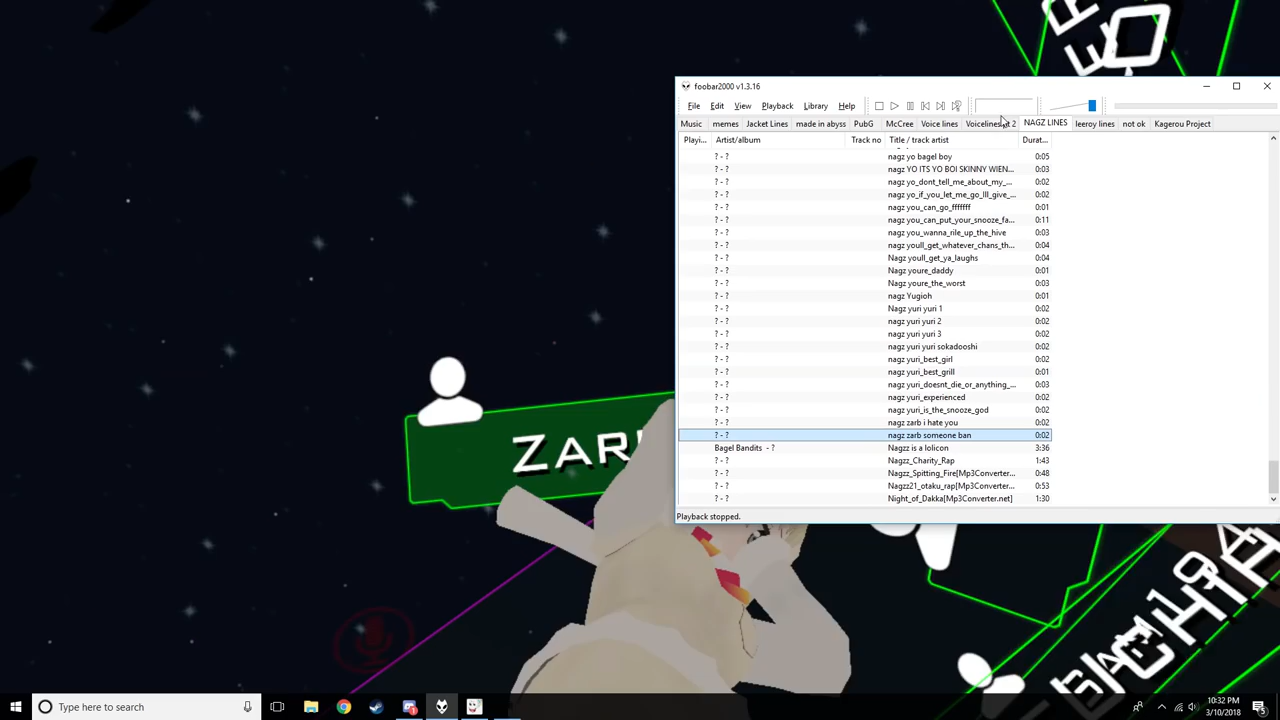 foobar2000 v1.3.16
File Edit View Playback Library Help
Music memes Jacket Lines made in abyss PubG McCree Voice lines NAGZ LINES leeroy lines not ok Kagerou Project
Playi... Artist/album Track no Title / track artist Durat...
? - ? nagz yo bagel boy 0:05
? - ? nagz YO ITS YO BOI SKINNY WIEN... 0:03
? - ? nagz yo_dont_tell_me_about_my_... 0:02
? - ? nagz yo_if_you_let_me_go_Ill_give_... 0:02
? - ? nagz you_can_go_fffffff 0:01
? - ? nagz you_can_put_your_snooze_fa... 0:11
? - ? nagz you_wanna_rile_up_the_hive 0:03
? - ? nagz youll_get_whatever_chans_th... 0:04
? - ? Nagz youll_get_ya_laughs 0:04
? - ? Nagz youre_daddy 0:01
? - ? Nagz youre_the_worst 0:03
? - ? nagz Yugioh 0:01
? - ? Nagz yuri yuri 1 0:02
? - ? nagz yuri yuri 2 0:02
? - ? nagz yuri yuri 3 0:02
? - ? nagz yuri yuri sokadooshi 0:02
? - ? nagz yuri_best_girl 0:02
? - ? nagz yuri_best_grill 0:01
? - ? nagz yuri_doesnt_die_or_anything_... 0:03
? - ? nagz yuri_experienced 0:02
? - ? nagz yuri_is_the_snooze_god 0:02
? - ? nagz zarb i hate you 0:02
? - ? nagz zarb someone ban 0:02
Bagel Bandits - ? Nagzz is a lolicon 3:36
? - ? Nagzz_Charity_Rap 1:43
? - ? Nagzz_Spitting_Fire[Mp3Converter... 0:48
? - ? Nagzz21_otaku_rap[Mp3Converter... 0:53
? - ? Night_of_Dakka[Mp3Converter.net] 1:30
Playback stopped.
Type here to search
10:32 PM
3/10/2018
5